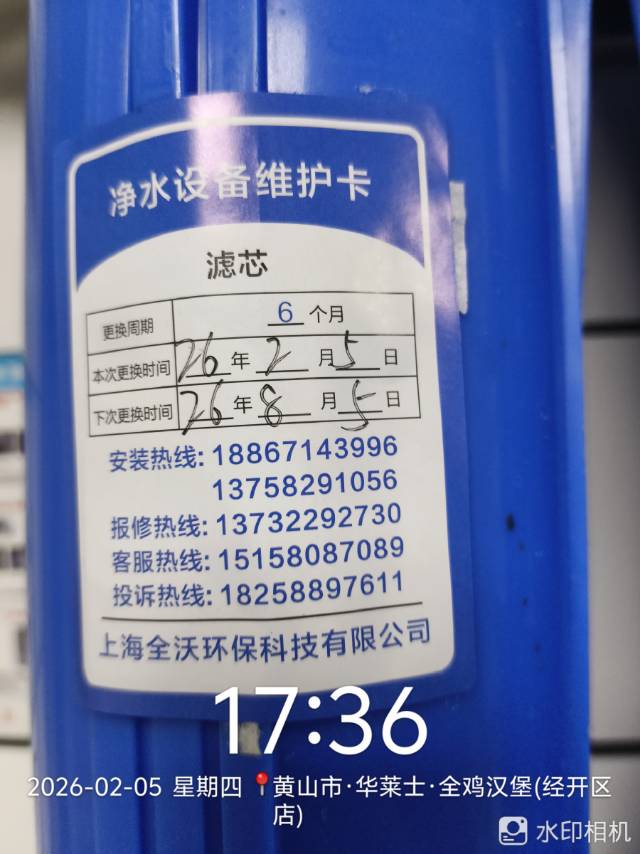 净水设备维护卡
滤芯
更换周期 6 个月
本次更换时间 26 年 2 月 5 日
下次更换时间 26 年 8 月 5 日
安装热线: 18867143996
13758291056
报修热线: 13732292730
客服热线: 15158087089
投诉热线: 18258897611
上海全沃环保科技有限公司
17:36
2026-02-05 星期四 📍黄山市·华莱士·全鸡汉堡(经开区
店)
水印相机